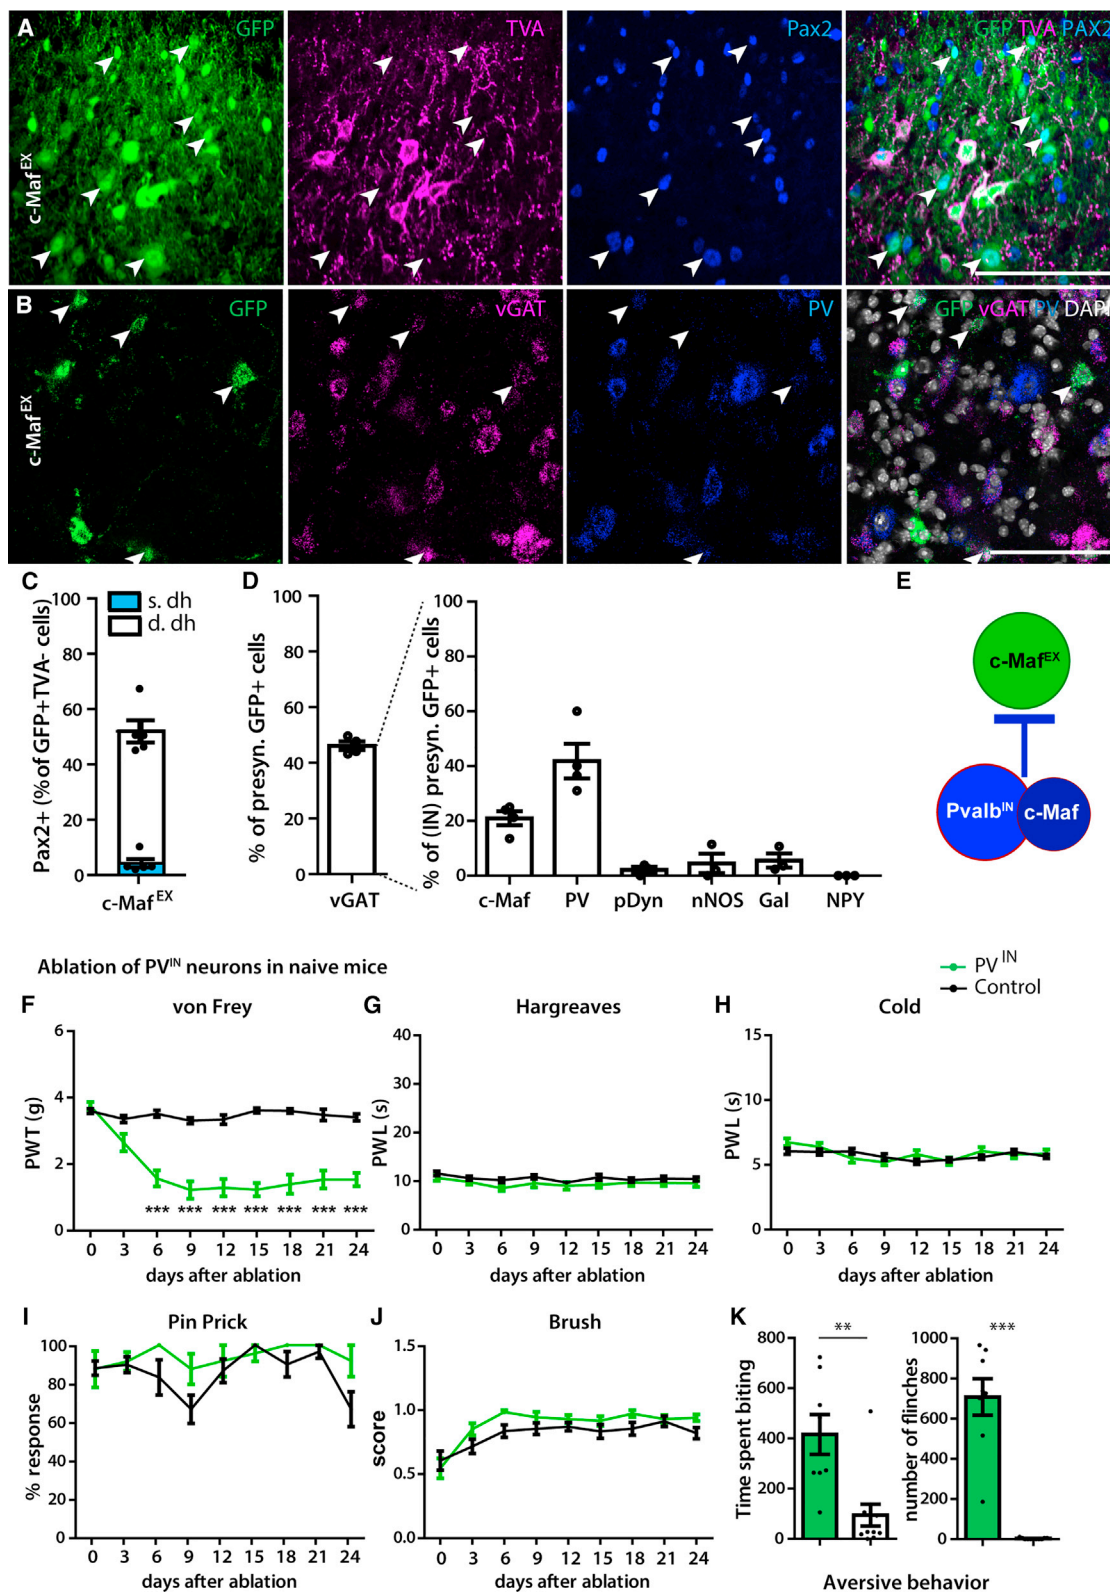 A
GFP
TVA
Pax2
GFP TVA PAX2
c-Maf^EX
B
GFP
vGAT
PV
GFP vGAT PV DAPI
c-Maf^EX
C
100
80
60
40
20
0
Pax2+ (% of GFP+TVA- cells)
s. dh
d. dh
c-Maf^EX
D
100
80
60
40
20
0
% of presyn. GFP+ cells
vGAT
100
80
60
40
20
0
% of (IN) presyn. GFP+ cells
c-Maf PV pDyn nNOS Gal NPY
E
c-Maf^EX
Pvalb^IN c-Maf
Ablation of PV^IN neurons in naive mice
PV^IN
Control
F von Frey
6
4
2
0
PWT (g)
0 3 6 9 12 15 18 21 24
*** *** *** *** *** *** ***
days after ablation
G Hargreaves
40
30
20
10
0
PWL (s)
0 3 6 9 12 15 18 21 24
days after ablation
H Cold
15
10
5
0
PWL (s)
0 3 6 9 12 15 18 21 24
days after ablation
I Pin Prick
100
80
60
40
20
0
% response
0 3 6 9 12 15 18 21 24
days after ablation
J Brush
1.5
1.0
0.5
0.0
score
0 3 6 9 12 15 18 21 24
days after ablation
K
**
800
600
400
200
0
Time spent biting
***
1000
800
600
400
200
0
number of flinches
Aversive behavior